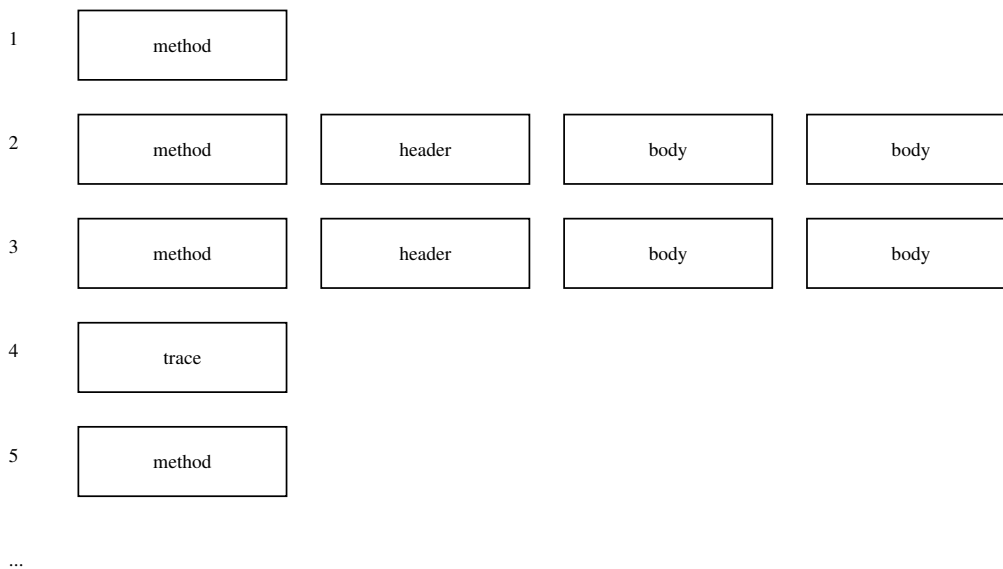 1 method
2 method header body body
3 method header body body
4 trace
5 method
...